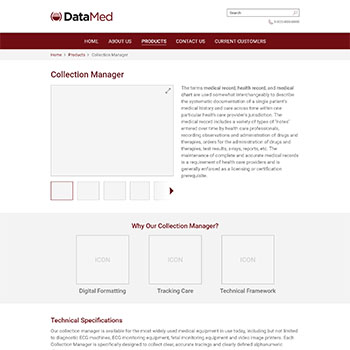 DataMed
Search
HOME ABOUT US PRODUCTS CONTACT US CURRENT CUSTOMERS
Home > Products > Collection Manager
Collection Manager
The terms medical record, health record, and medical
chart are used somewhat interchangeably to describe
the systematic documentation of a single patient's
medical history and care across time within one
particular health care provider's jurisdiction. The
medical record includes a variety of types of "notes"
entered over time by health care professionals,
recording observations and administration of drugs and
therapies, orders for the administration of drugs and
therapies, test results, x-rays, reports, etc. The
maintenance of complete and accurate medical records
is a requirement of health care providers and is
generally enforced as a licensing or certification
prerequisite.
Why Our Collection Manager?
ICON ICON ICON
Digital Formatting Tracking Care Technical Framework
Technical Specifications
Our collection manager is available for the most widely used medical equipment in use today, including but not limited
to diagnostic ECG machines, ECG monitoring equipment, fetal monitoring equipment and video image printers. Each
Collection Manager is specifically designed to collect clear, accurate tracings and clearly defined alphanumeric